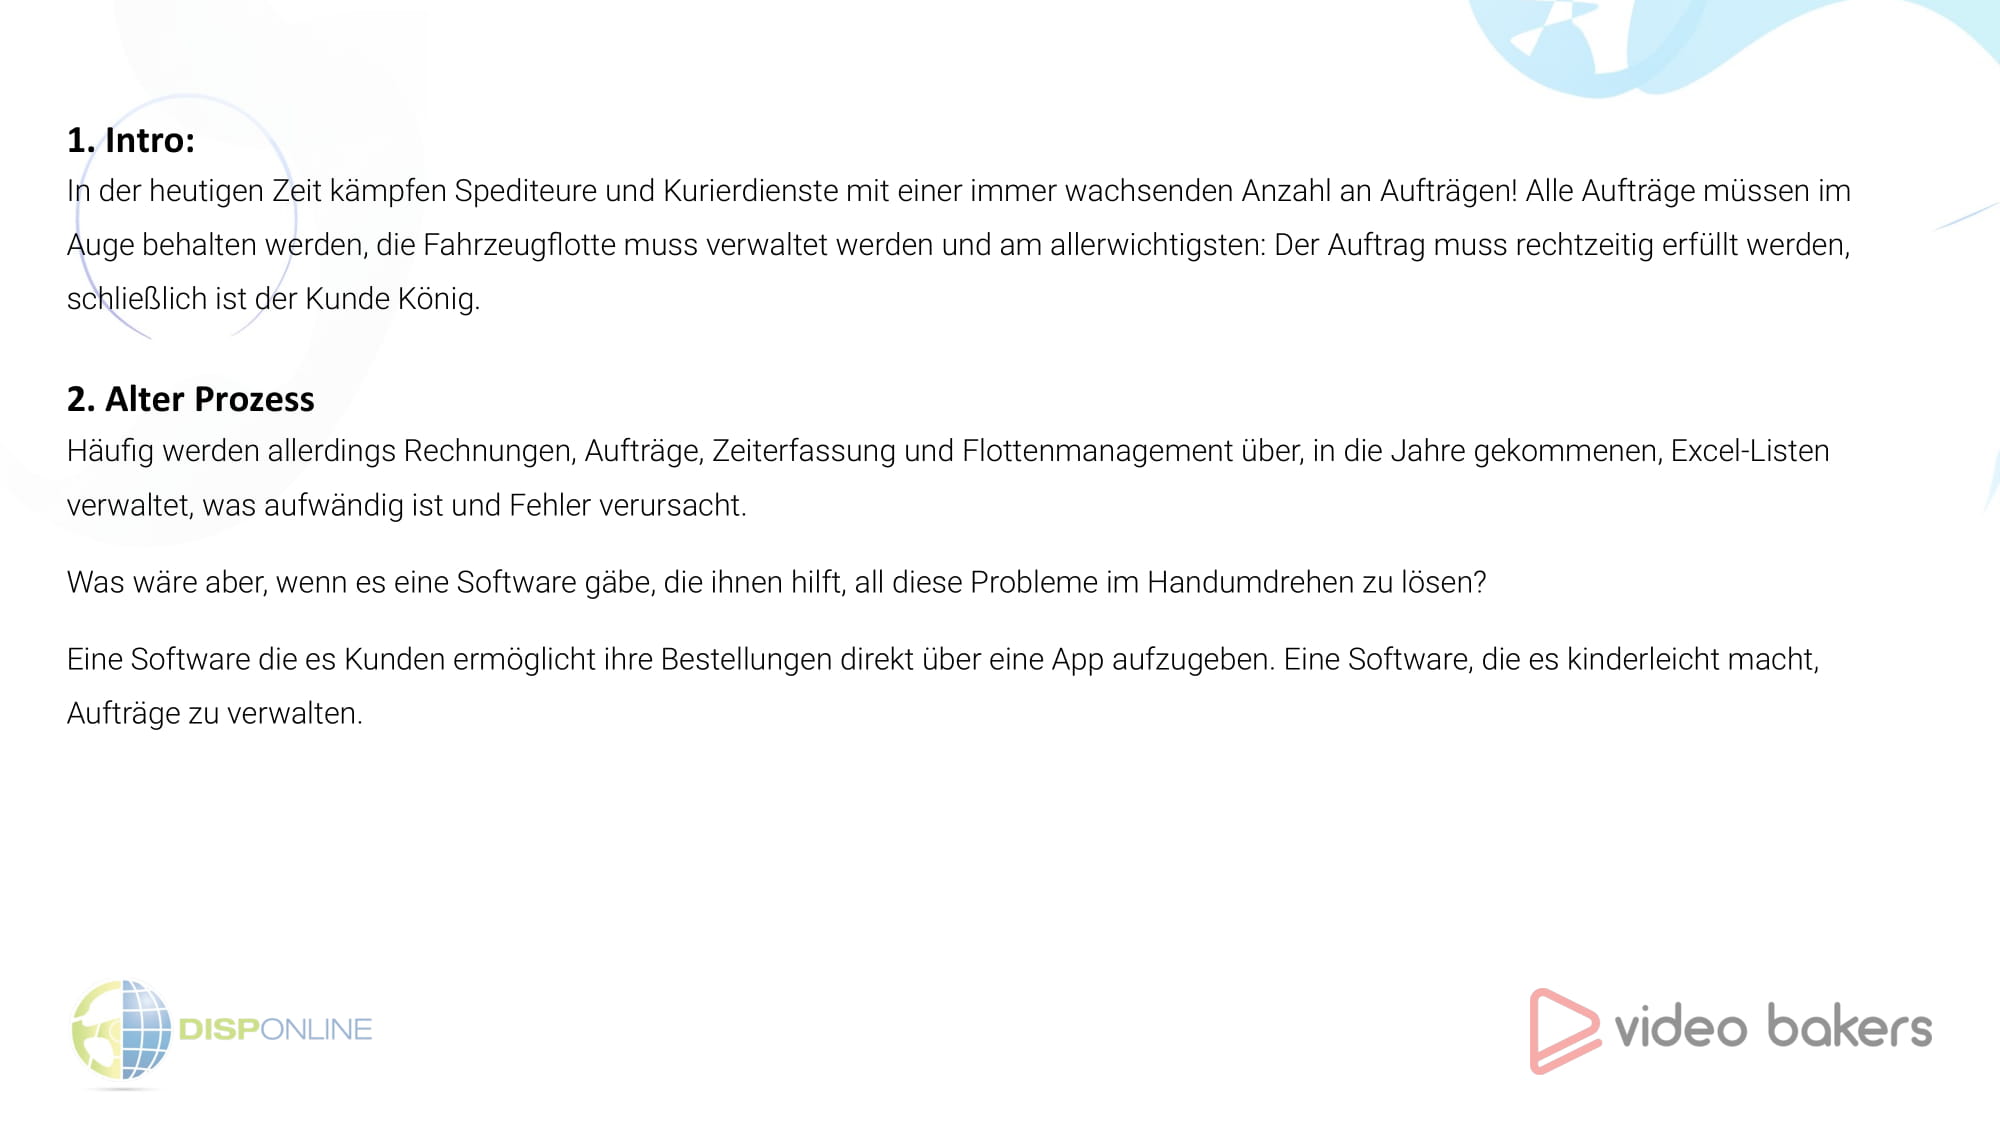 1. Intro:
In der heutigen Zeit kämpfen Spediteure und Kurierdienste mit einer immer wachsenden Anzahl an Aufträgen! Alle Aufträge müssen im
Auge behalten werden, die Fahrzeugflotte muss verwaltet werden und am allerwichtigsten: Der Auftrag muss rechtzeitig erfüllt werden,
schließlich ist der Kunde König.
2. Alter Prozess
Häufig werden allerdings Rechnungen, Aufträge, Zeiterfassung und Flottenmanagement über, in die Jahre gekommenen, Excel-Listen
verwaltet, was aufwändig ist und Fehler verursacht.
Was wäre aber, wenn es eine Software gäbe, die ihnen hilft, all diese Probleme im Handumdrehen zu lösen?
Eine Software die es Kunden ermöglicht ihre Bestellungen direkt über eine App aufzugeben. Eine Software, die es kinderleicht macht,
Aufträge zu verwalten.
DISPONLINE
video bakers